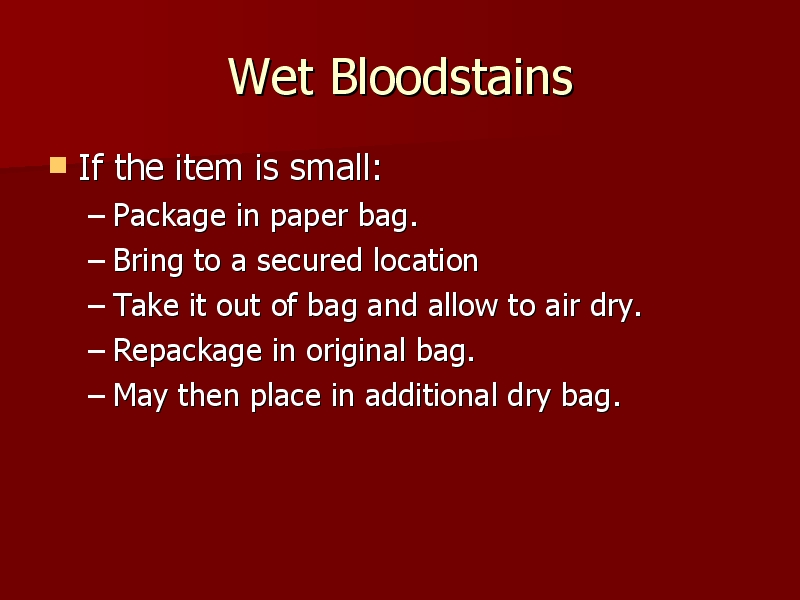 Wet Bloodstains
If the item is small:
– Package in paper bag.
– Bring to a secured location
– Take it out of bag and allow to air dry.
– Repackage in original bag.
– May then place in additional dry bag.